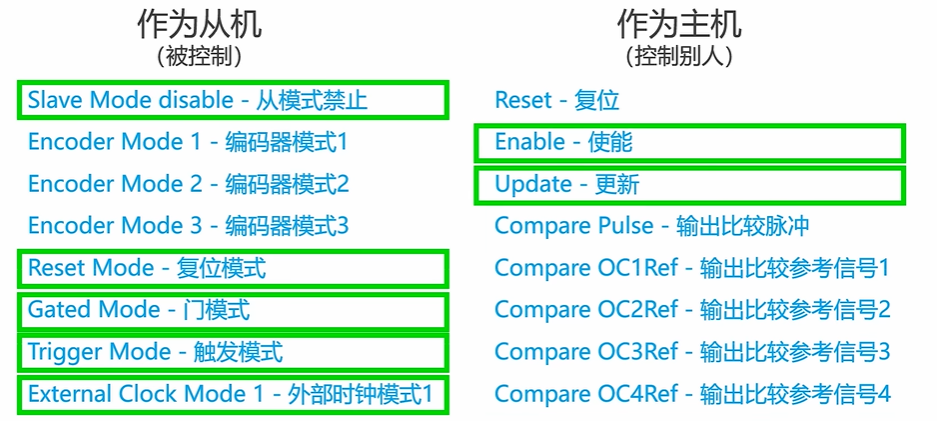 作为从机
(被控制)
Slave Mode disable - 从模式禁止
Encoder Mode 1 - 编码器模式1
Encoder Mode 2 - 编码器模式2
Encoder Mode 3 - 编码器模式3
Reset Mode - 复位模式
Gated Mode - 门模式
Trigger Mode - 触发模式
External Clock Mode 1 - 外部时钟模式1
作为主机
(控制别人)
Reset - 复位
Enable - 使能
Update - 更新
Compare Pulse - 输出比较脉冲
Compare OC1Ref - 输出比较参考信号1
Compare OC2Ref - 输出比较参考信号2
Compare OC3Ref - 输出比较参考信号3
Compare OC4Ref - 输出比较参考信号4